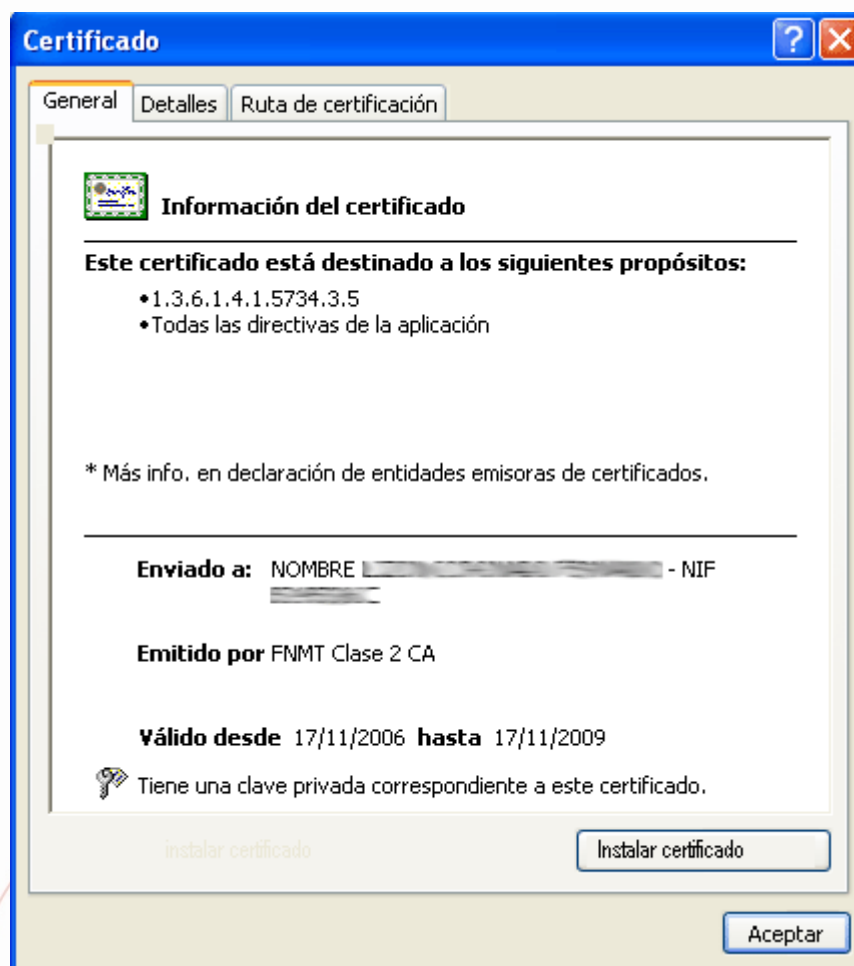 Certificado
General Detalles Ruta de certificación
Información del certificado
Este certificado está destinado a los siguientes propósitos:
•1.3.6.1.4.1.5734.3.5
•Todas las directivas de la aplicación
* Más info. en declaración de entidades emisoras de certificados.
Enviado a: NOMBRE - NIF
Emitido por FNMT Clase 2 CA
Válido desde 17/11/2006 hasta 17/11/2009
Tiene una clave privada correspondiente a este certificado.
instalar certificado Instalar certificado
Aceptar